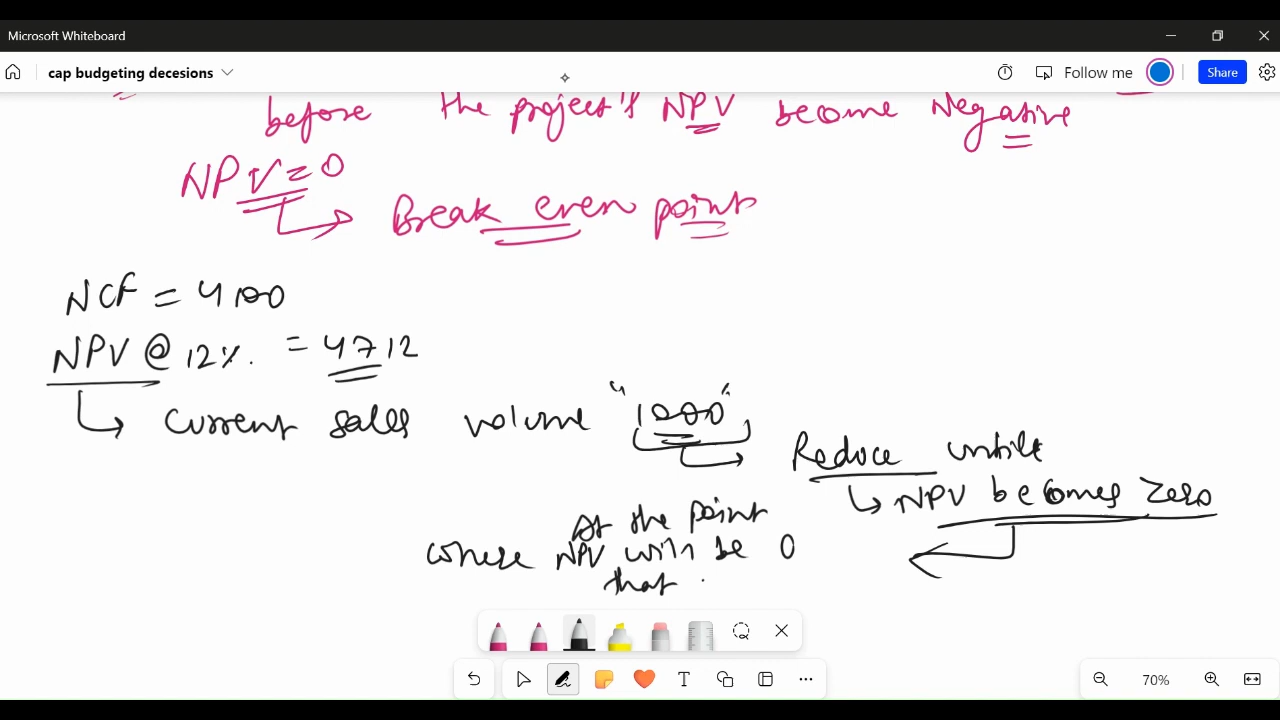 Microsoft Whiteboard
cap budgeting decesions
Follow me
Share
before the project's NPV become Negative
NPV = 0
Break even point
NCF = 4100
NPV @ 12% = 4712
Current sales volume "1000"
Reduce untile
NPV becomes Zero
At the point
where NPV will be 0
that
T
70%